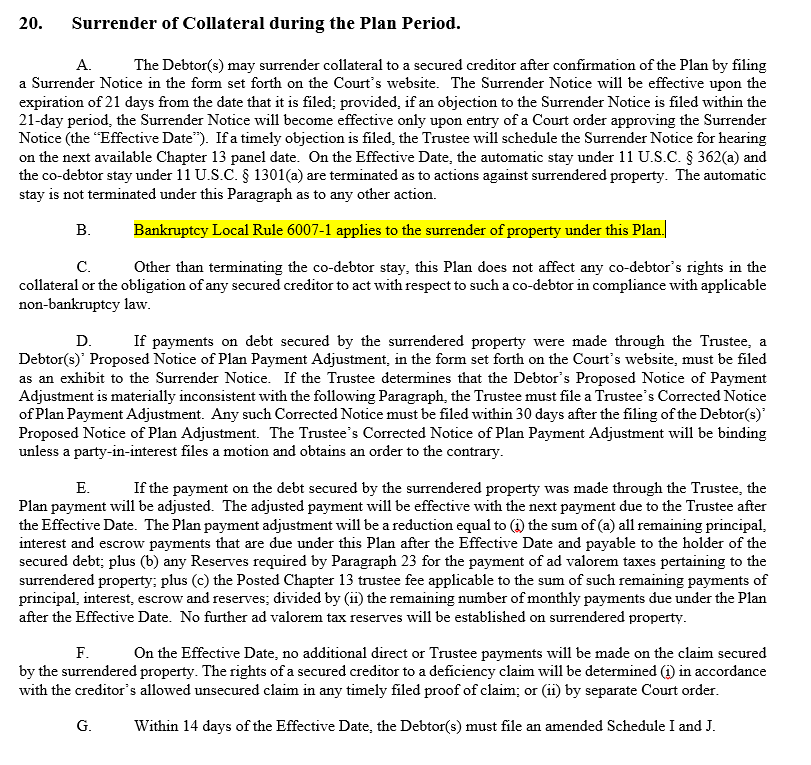 20. Surrender of Collateral during the Plan Period.
A. The Debtor(s) may surrender collateral to a secured creditor after confirmation of the Plan by filing
a Surrender Notice in the form set forth on the Court's website. The Surrender Notice will be effective upon the
expiration of 21 days from the date that it is filed; provided, if an objection to the Surrender Notice is filed within the
21-day period, the Surrender Notice will become effective only upon entry of a Court order approving the Surrender
Notice (the "Effective Date"). If a timely objection is filed, the Trustee will schedule the Surrender Notice for hearing
on the next available Chapter 13 panel date. On the Effective Date, the automatic stay under 11 U.S.C. § 362(a) and
the co-debtor stay under 11 U.S.C. § 1301(a) are terminated as to actions against surrendered property. The automatic
stay is not terminated under this Paragraph as to any other action.
B. Bankruptcy Local Rule 6007-1 applies to the surrender of property under this Plan.
C. Other than terminating the co-debtor stay, this Plan does not affect any co-debtor's rights in the
collateral or the obligation of any secured creditor to act with respect to such a co-debtor in compliance with applicable
non-bankruptcy law.
D. If payments on debt secured by the surrendered property were made through the Trustee, a
Debtor(s)' Proposed Notice of Plan Payment Adjustment, in the form set forth on the Court's website, must be filed
as an exhibit to the Surrender Notice. If the Trustee determines that the Debtor's Proposed Notice of Payment
Adjustment is materially inconsistent with the following Paragraph, the Trustee must file a Trustee's Corrected Notice
of Plan Payment Adjustment. Any such Corrected Notice must be filed within 30 days after the filing of the Debtor(s)'
Proposed Notice of Plan Adjustment. The Trustee's Corrected Notice of Plan Payment Adjustment will be binding
unless a party-in-interest files a motion and obtains an order to the contrary.
E. If the payment on the debt secured by the surrendered property was made through the Trustee, the
Plan payment will be adjusted. The adjusted payment will be effective with the next payment due to the Trustee after
the Effective Date. The Plan payment adjustment will be a reduction equal to (i) the sum of (a) all remaining principal,
interest and escrow payments that are due under this Plan after the Effective Date and payable to the holder of the
secured debt; plus (b) any Reserves required by Paragraph 23 for the payment of ad valorem taxes pertaining to the
surrendered property; plus (c) the Posted Chapter 13 trustee fee applicable to the sum of such remaining payments of
principal, interest, escrow and reserves; divided by (ii) the remaining number of monthly payments due under the Plan
after the Effective Date. No further ad valorem tax reserves will be established on surrendered property.
F. On the Effective Date, no additional direct or Trustee payments will be made on the claim secured
by the surrendered property. The rights of a secured creditor to a deficiency claim will be determined (i) in accordance
with the creditor's allowed unsecured claim in any timely filed proof of claim; or (ii) by separate Court order.
G. Within 14 days of the Effective Date, the Debtor(s) must file an amended Schedule I and J.